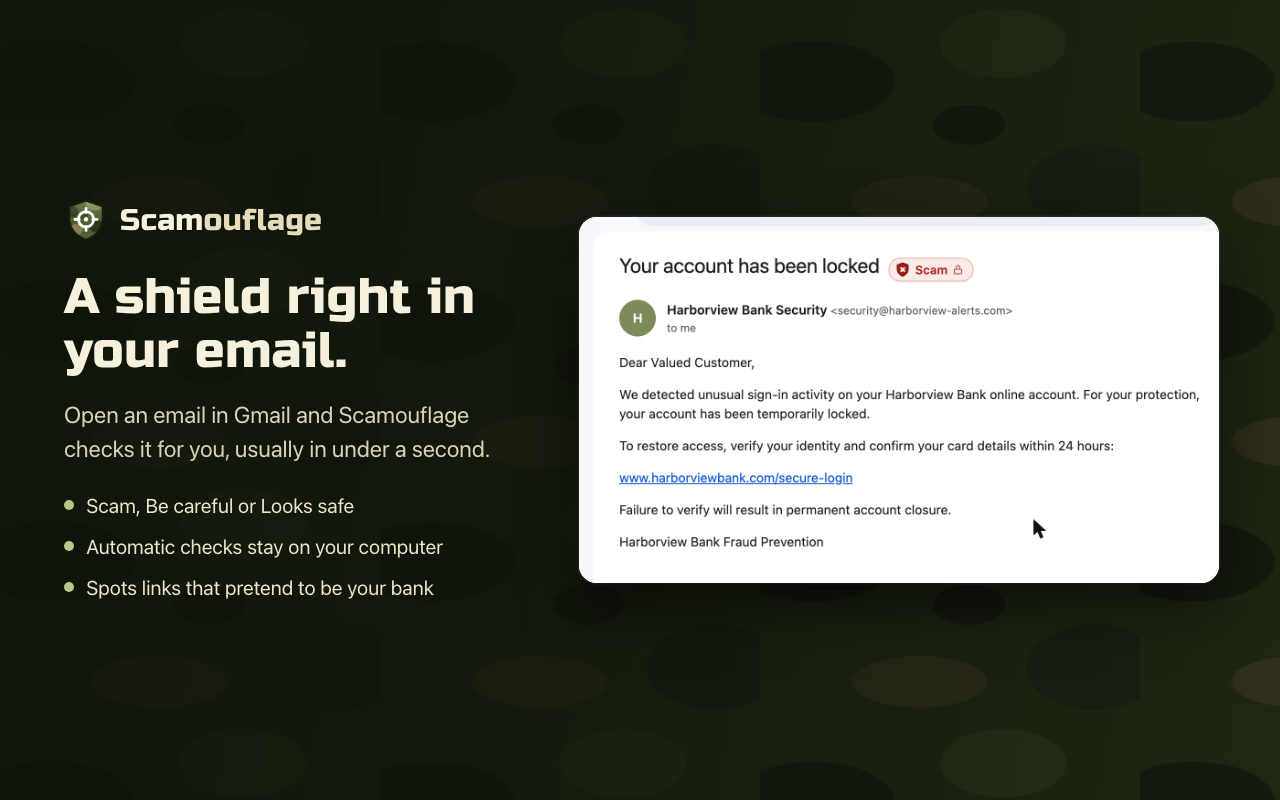 Scamouflage
A shield right in
your email.
Open an email in Gmail and Scamouflage
checks it for you, usually in under a second.
Scam, Be careful or Looks safe
Automatic checks stay on your computer
Spots links that pretend to be your bank
Your account has been locked
Scam
H
Harborview Bank Security <security@harborview-alerts.com>
to me
Dear Valued Customer,
We detected unusual sign-in activity on your Harborview Bank online account. For your protection,
your account has been temporarily locked.
To restore access, verify your identity and confirm your card details within 24 hours:
www.harborviewbank.com/secure-login
Failure to verify will result in permanent account closure.
Harborview Bank Fraud Prevention